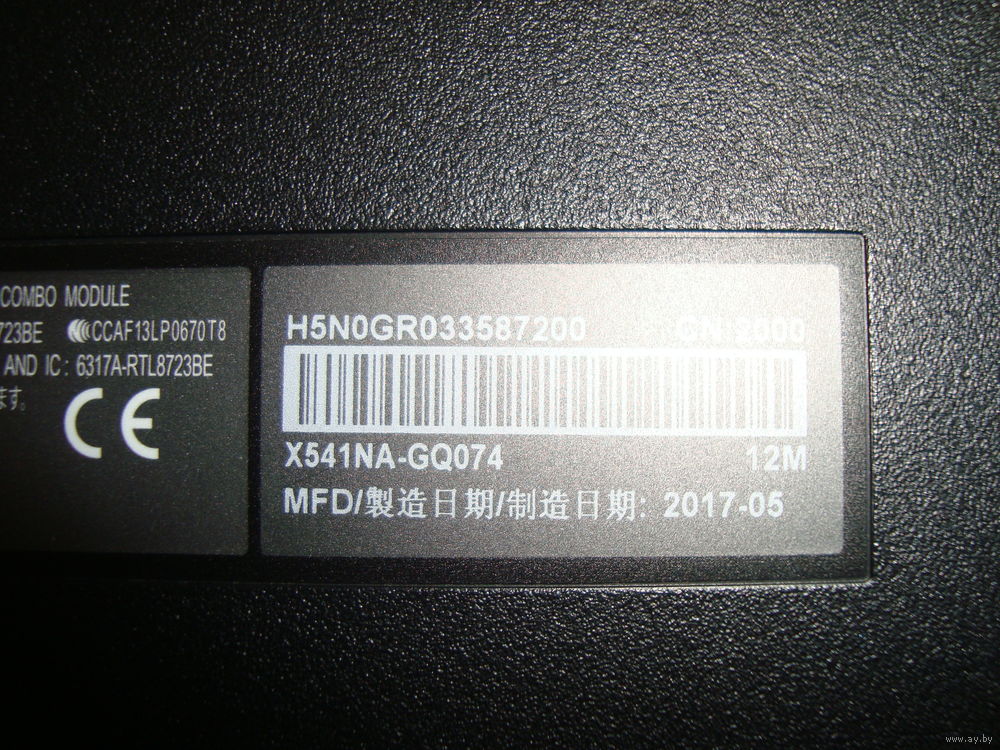 COMBO MODULE
723BE CCAF13LP0670T8
AND IC: 6317A-RTL8723BE
ます。
CE
H5N0GR033587200
X541NA-GQ074 12M
MFD/製造日期/制造日期: 2017-05
www.ay.by